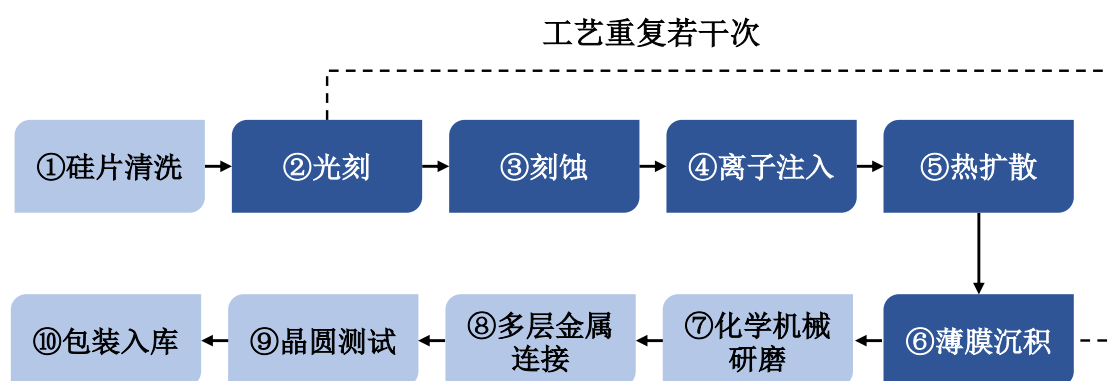 工艺重复若干次
①硅片清洗
②光刻
③刻蚀
④离子注入
⑤热扩散
⑥薄膜沉积
⑦化学机械
研磨
⑧多层金属
连接
⑨晶圆测试
⑩包装入库